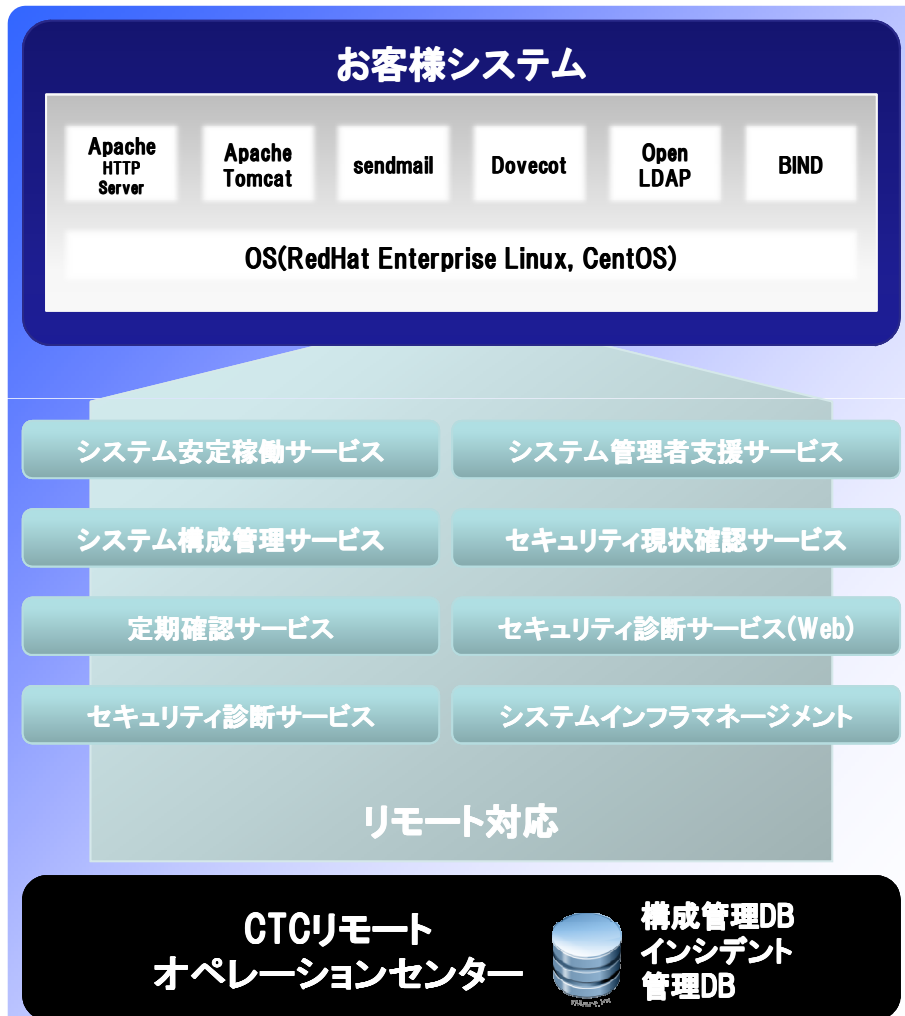 お客様システム
Apache
HTTP
Server
Apache
Tomcat
sendmail
Dovecot
Open
LDAP
BIND
OS(RedHat Enterprise Linux, CentOS)
システム安定稼働サービス
システム管理者支援サービス
システム構成管理サービス
セキュリティ現状確認サービス
定期確認サービス
セキュリティ診断サービス(Web)
セキュリティ診断サービス
システムインフラマネージメント
リモート対応
CTCリモート
オペレーションセンター
構成管理DB
インシデント
管理DB